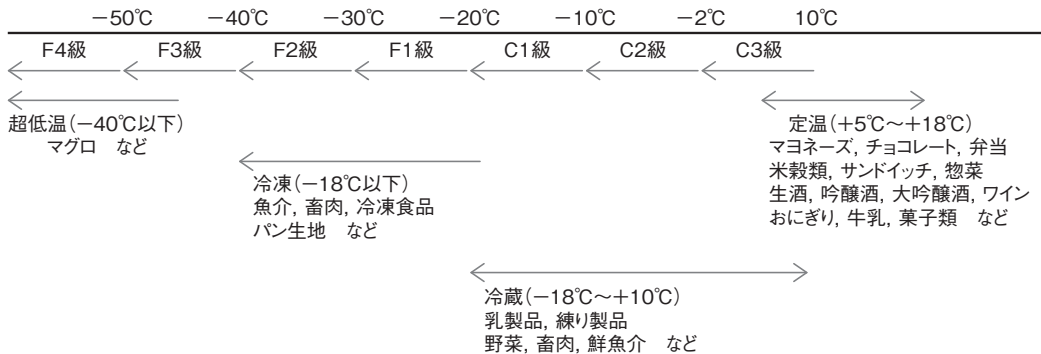 −50℃ −40℃ −30℃ −20℃ −10℃ −2℃ 10℃
F4級 F3級 F2級 F1級 C1級 C2級 C3級
超低温(−40℃以下)
マグロ など
定温(+5℃～+18℃)
マヨネーズ, チョコレート, 弁当
米穀類, サンドイッチ, 惣菜
生酒, 吟醸酒, 大吟醸酒, ワイン
おにぎり, 牛乳, 菓子類 など
冷凍(−18℃以下)
魚介, 畜肉, 冷凍食品
パン生地 など
冷蔵(−18℃～+10℃)
乳製品, 練り製品
野菜, 畜肉, 鮮魚介 など